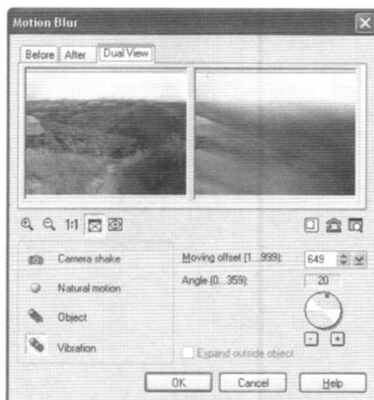 Motion Blur
Before After Dual View
1:1
Camera shake
Natural motion
Object
Vibration
Moving offset (1...999): 649
Angle (0...359): 20
- +
Expand outside object
OK Cancel Help